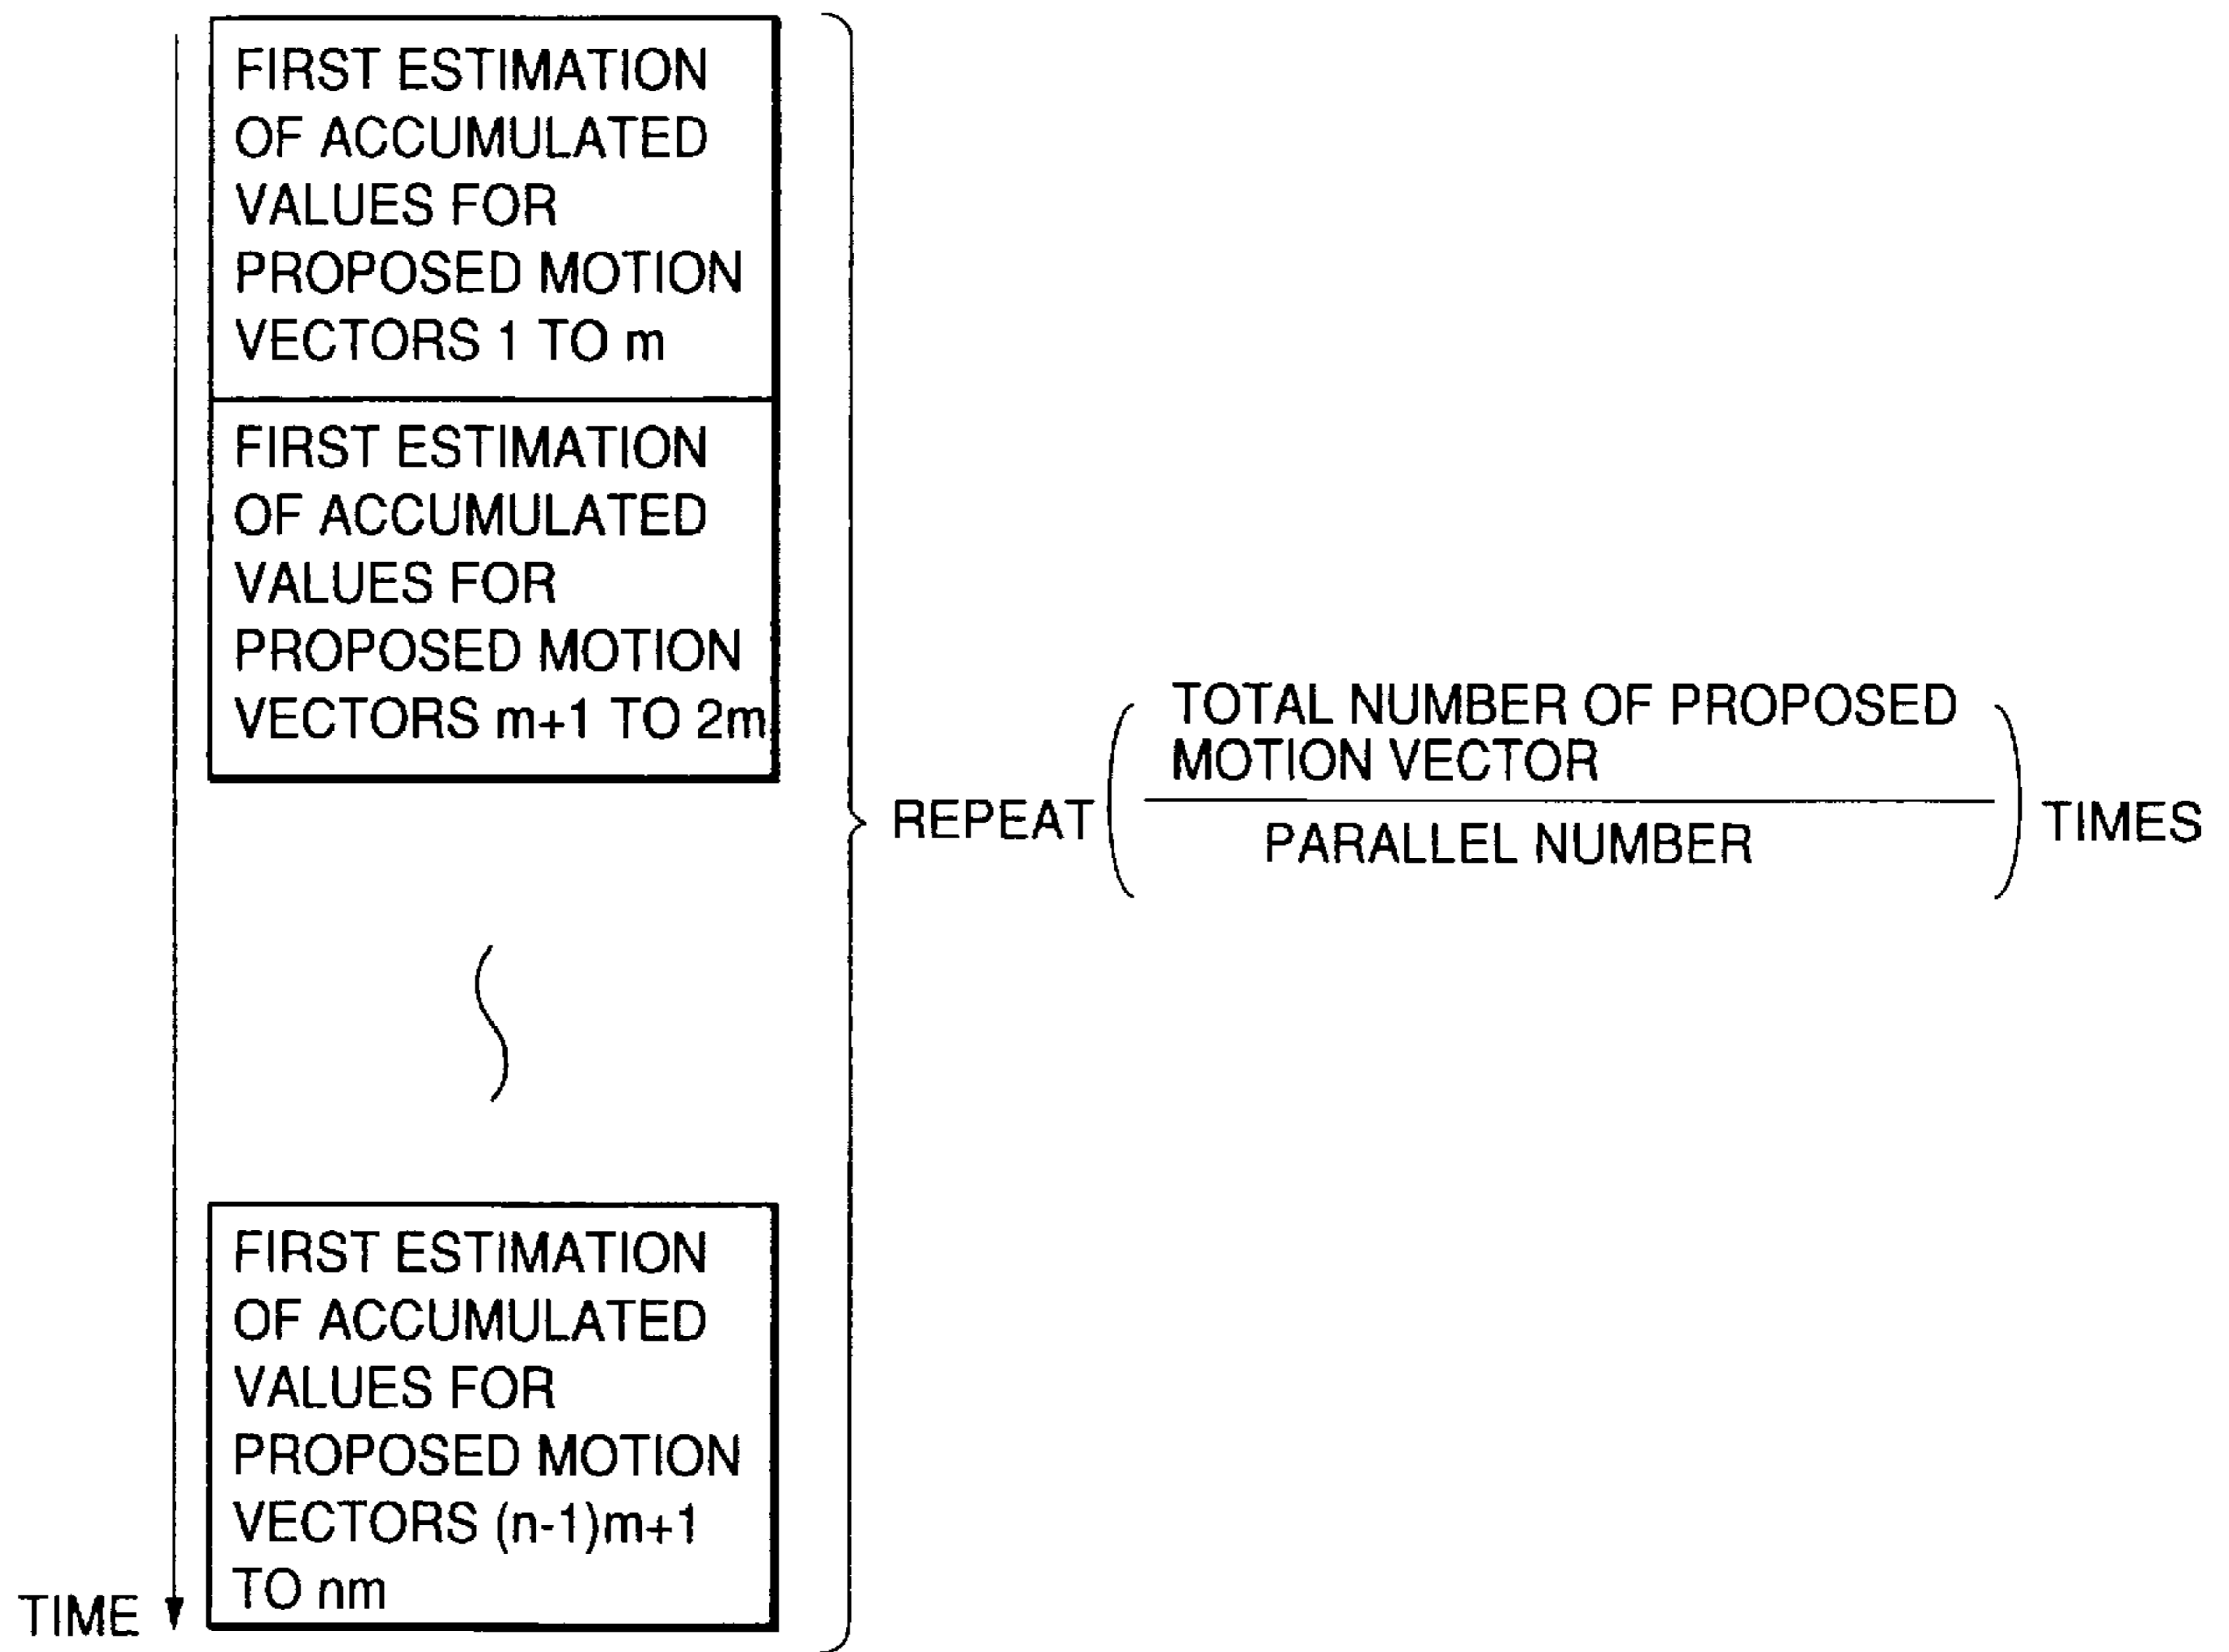 FIRST ESTIMATION
OF ACCUMULATED
VALUES FOR
PROPOSED MOTION
VECTORS 1 TO m
FIRST ESTIMATION
OF ACCUMULATED
VALUES FOR
PROPOSED MOTION
VECTORS m+1 TO 2m
REPEAT
TOTAL NUMBER OF PROPOSED
MOTION VECTOR
PARALLEL NUMBER
TIMES
FIRST ESTIMATION
OF ACCUMULATED
VALUES FOR
PROPOSED MOTION
VECTORS (n-1)m+1
TO nm
TIME